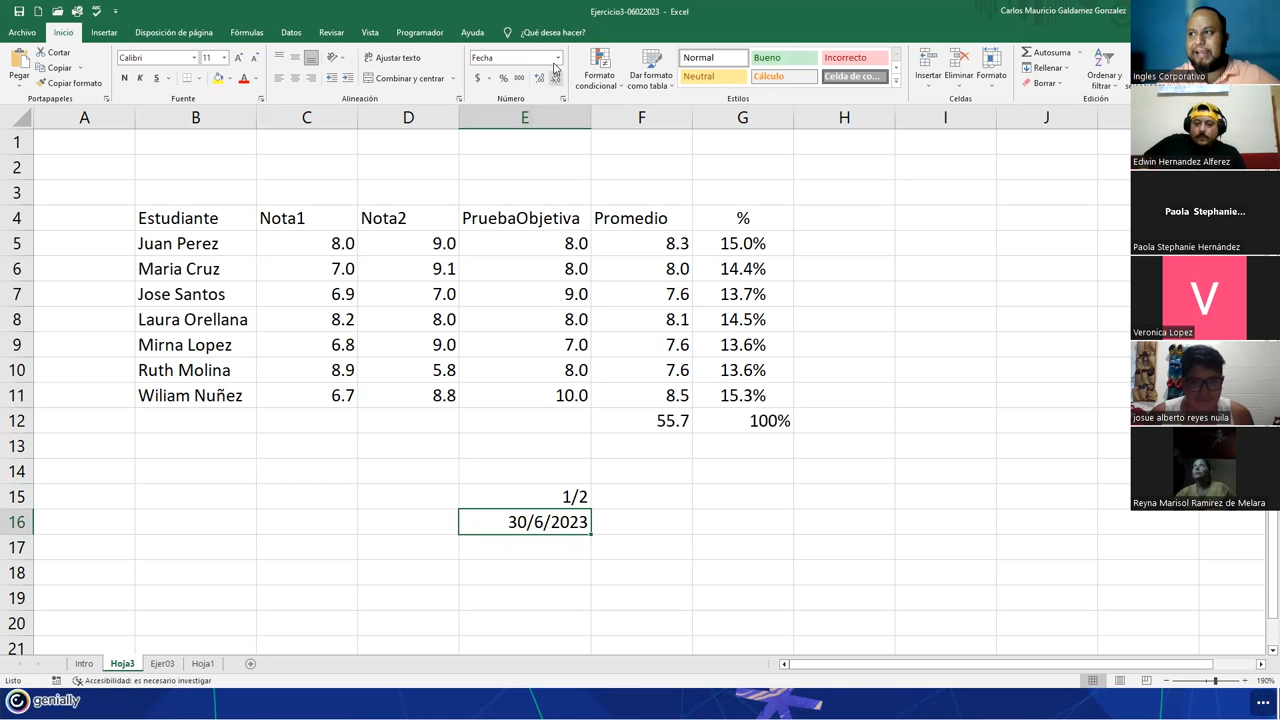 Ejercicio3-06022023 - Excel
Carlos Mauricio Galdamez Gonzalez
Archivo Inicio Insertar Disposición de página Fórmulas Datos Revisar Vista Programador Ayuda ¿Qué desea hacer?
Pegar
Cortar
Copiar
Copiar formato
Portapapeles
Calibri 11
N K S
Fuente
Ajustar texto
Combinar y centrar
Alineación
Fecha
$ % 000
Número
Formato condicional
Dar formato como tabla
Normal Bueno Incorrecto
Neutral Cálculo Celda de co...
Estilos
Insertar Eliminar Formato
Celdas
Autosuma
Rellenar
Borrar
Ordenar y filtrar
Edición
A B C D E F G H I J
1
2
3
4 Estudiante Nota1 Nota2 PruebaObjetiva Promedio %
5 Juan Perez 8.0 9.0 8.0 8.3 15.0%
6 Maria Cruz 7.0 9.1 8.0 8.0 14.4%
7 Jose Santos 6.9 7.0 9.0 7.6 13.7%
8 Laura Orellana 8.2 8.0 8.0 8.1 14.5%
9 Mirna Lopez 6.8 9.0 7.0 7.6 13.6%
10 Ruth Molina 8.9 5.8 8.0 7.6 13.6%
11 Wiliam Nuñez 6.7 8.8 10.0 8.5 15.3%
12 55.7 100%
13
14
15 1/2
16 30/6/2023
17
18
19
20
21
Intro Hoja3 Ejer03 Hoja1
Listo Accesibilidad: es necesario investigar 190%
genially
Ingles Corporativo
Edwin Hernandez Alferez
Paola Stephanie...
Paola Stephanie Hernández
V
Veronica Lopez
josue alberto reyes nuila
Reyna Marisol Ramirez de Melara